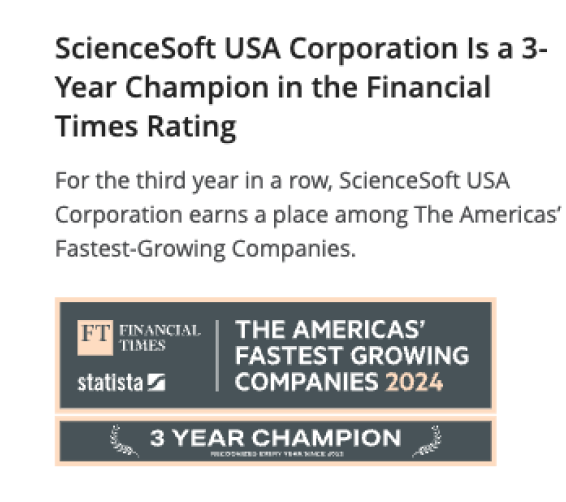 ScienceSoft USA Corporation Is a 3-
Year Champion in the Financial
Times Rating
For the third year in a row, ScienceSoft USA
Corporation earns a place among The Americas’
Fastest-Growing Companies.
FT FINANCIAL
TIMES
statista
THE AMERICAS’
FASTEST GROWING
COMPANIES 2024
3 YEAR CHAMPION
RECOGNIZED EVERY YEAR SINCE